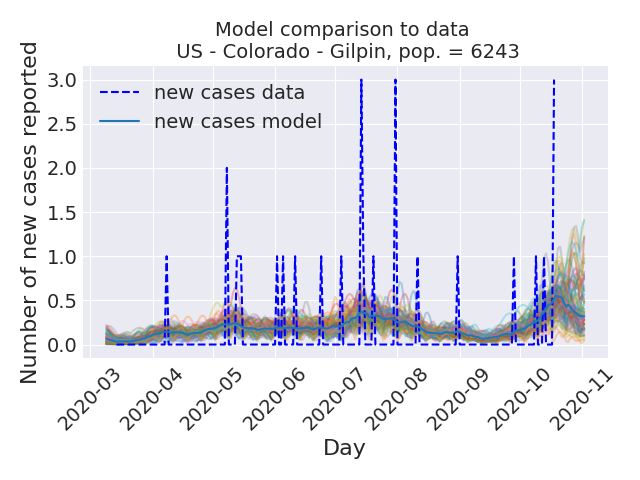 Model comparison to data
US - Colorado - Gilpin, pop. = 6243
Number of new cases reported
3.0
2.5
2.0
1.5
1.0
0.5
0.0
new cases data
new cases model
2020-03
2020-04
2020-05
2020-06
2020-07
2020-08
2020-09
2020-10
2020-11
Day